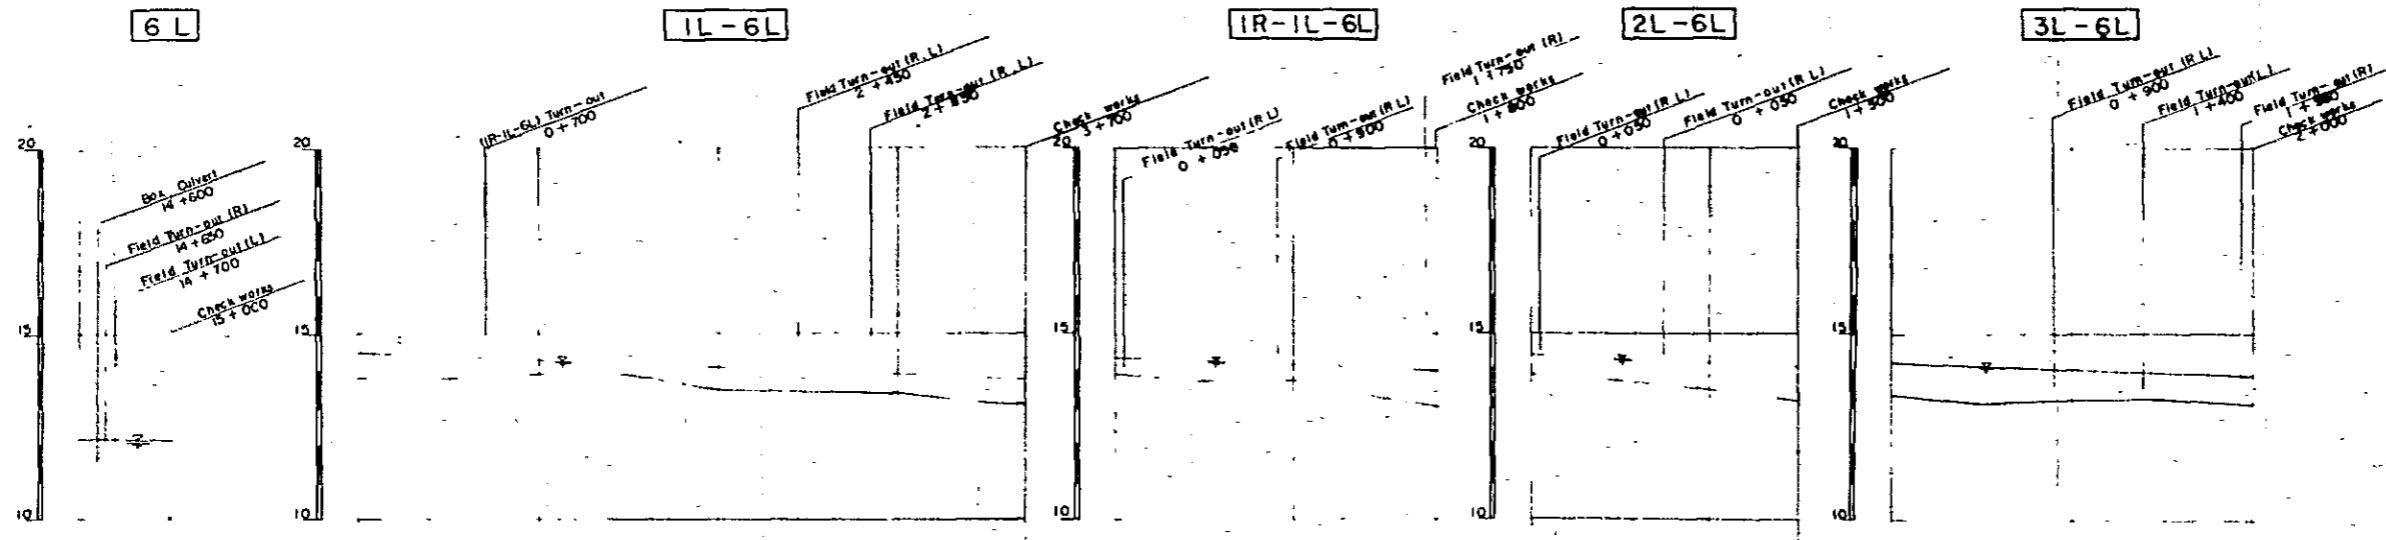 6 L
1L-6L
1R-1L-6L
2L-6L
3L-6L
20
15
10
Box Culvert
14+600
Field Turn-out (R)
14+650
Field Turn-out (L)
14+700
Check works
15+000
20
15
10
(1R-1L-6L) Turn-out
0+700
Field Turn-out (R, L)
2+450
Field Turn-out (R, L)
Check works
3+700
20
15
10
Field Turn-out (R L)
0+050
Field Turn-out (R L)
0+900
Field Turn-out (R)
1+750
Check works
1+800
20
15
10
Field Turn-out (R L)
0+050
Field Turn-out (R L)
Check works
1+500
20
15
10
Field Turn-out (R L)
0+900
Field Turn-out (L)
1+400
Field Turn-out (R)
Check works
2+000